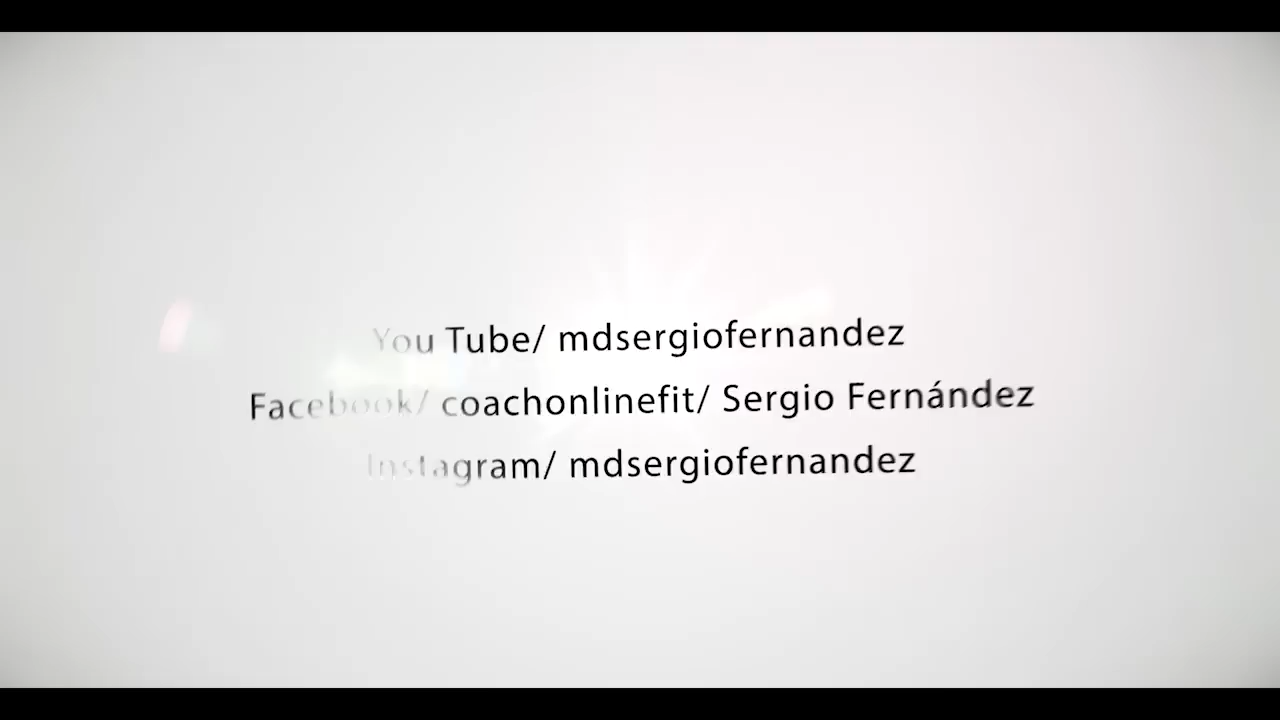 You Tube/ mdsergiofernandez
Facebook/ coachonlinefit/ Sergio Fernández
Instagram/ mdsergiofernandez